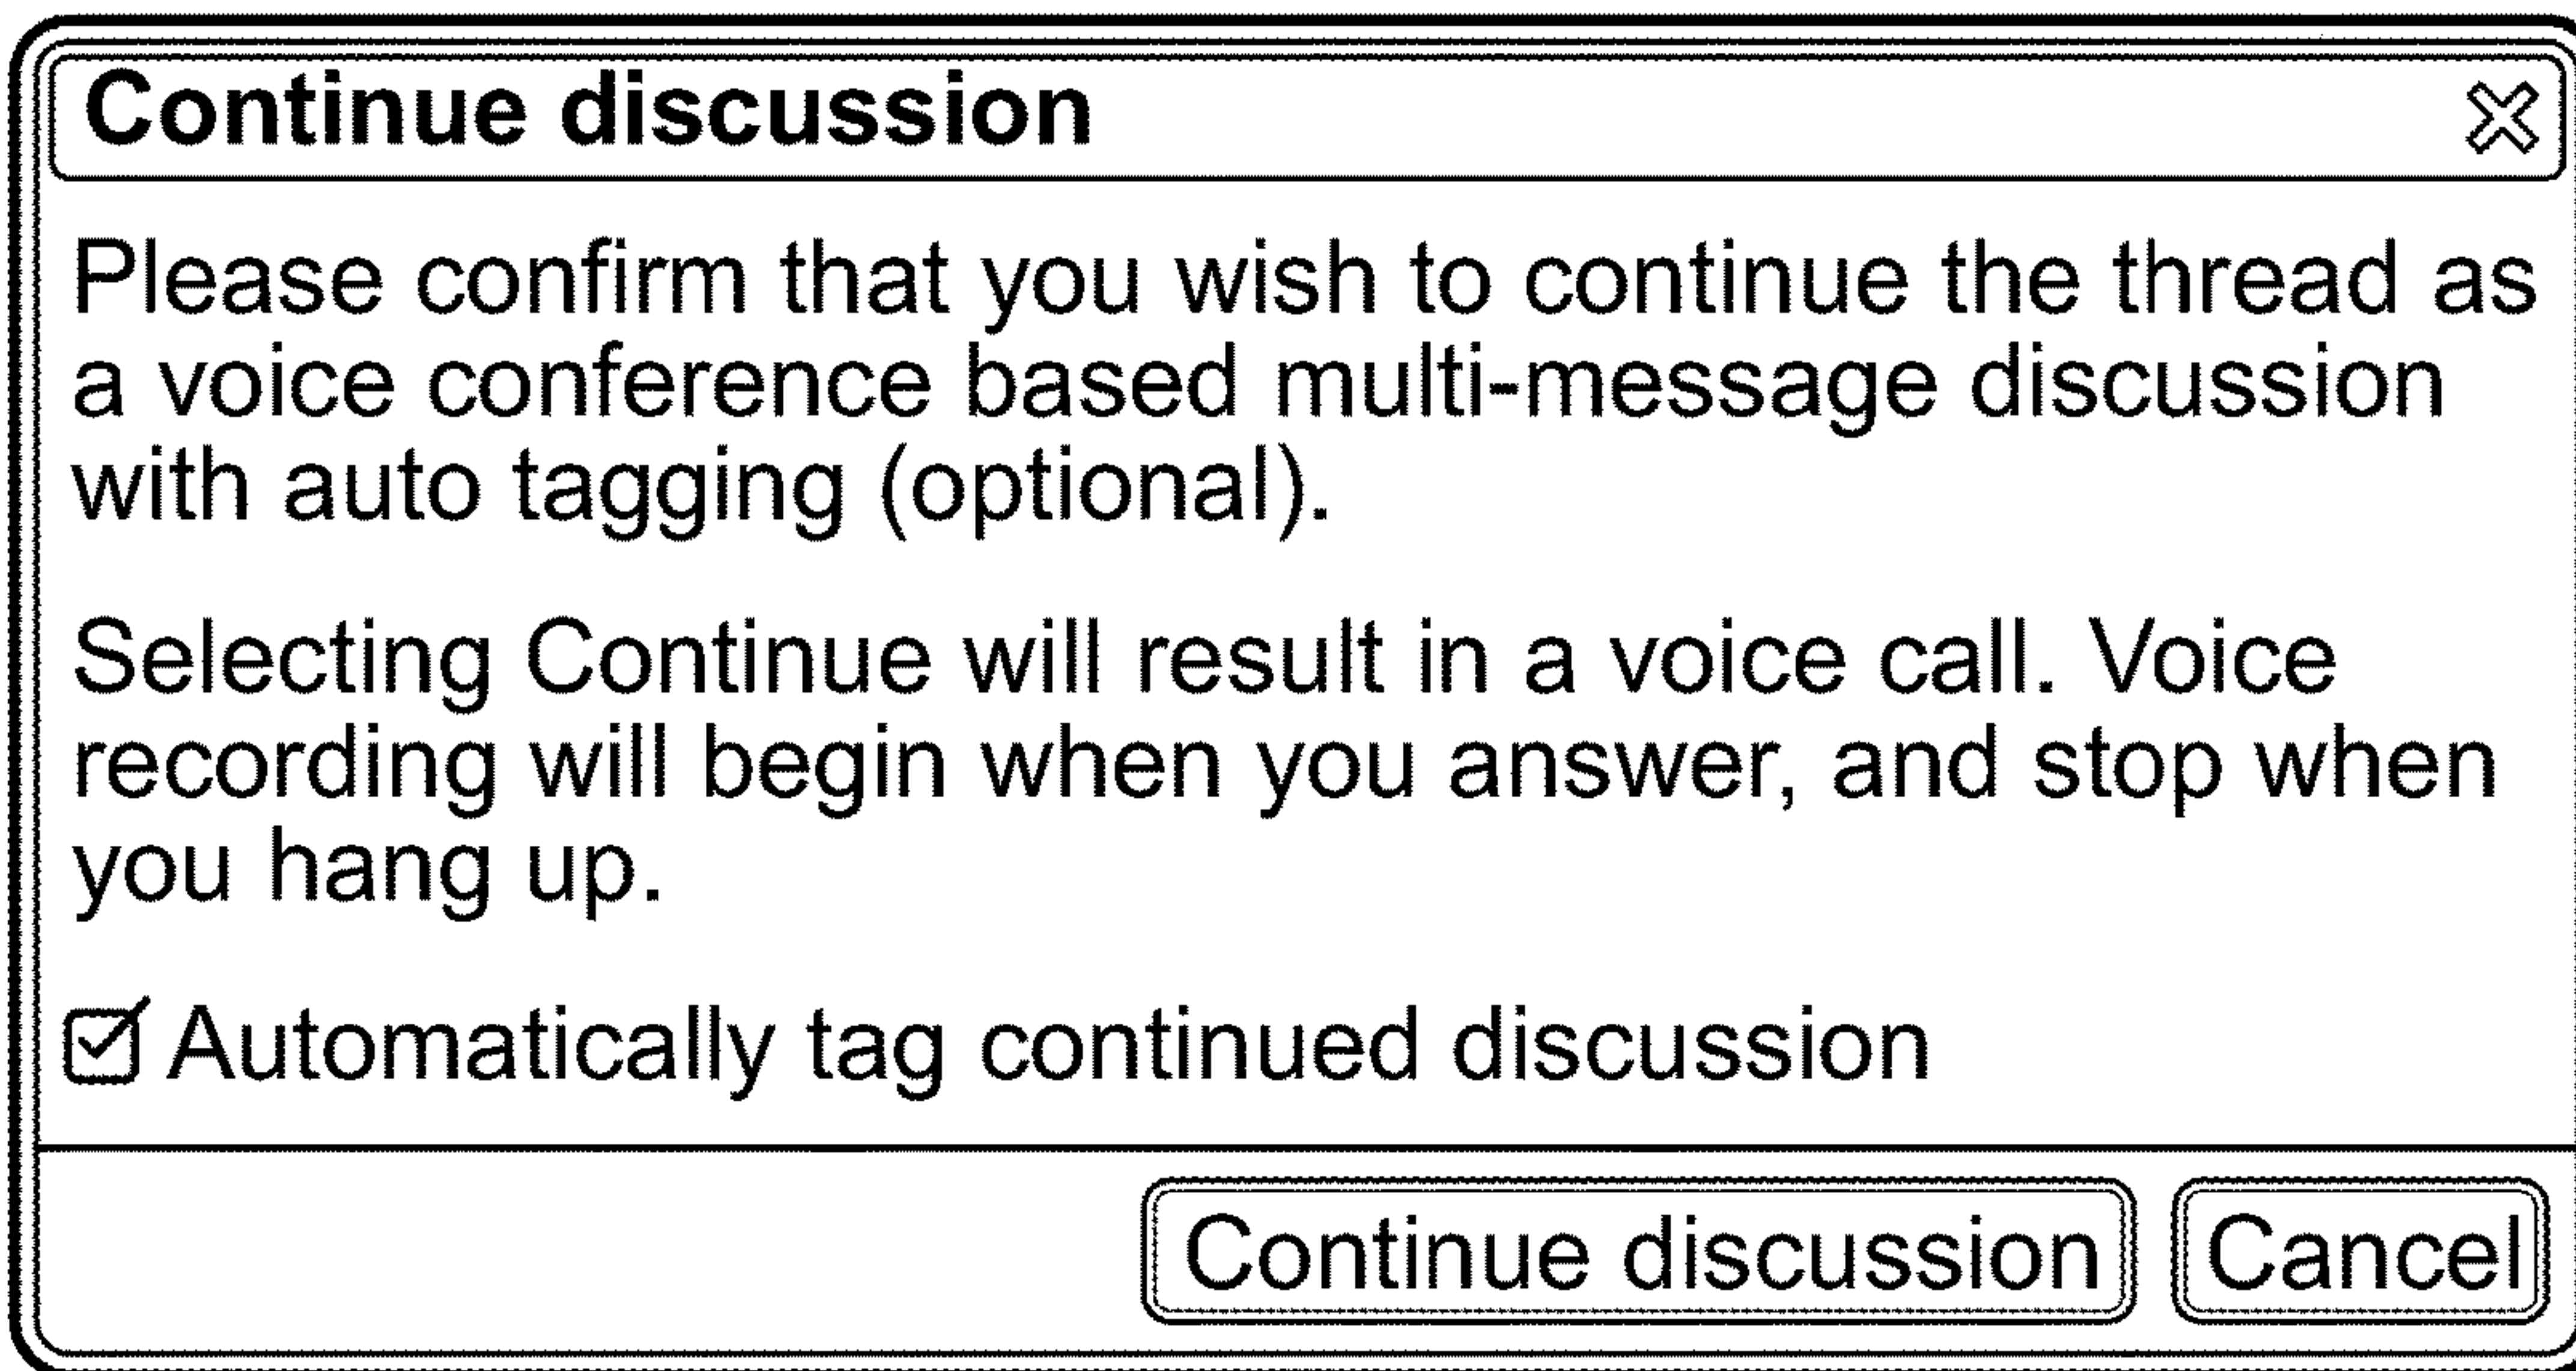 Continue discussion
Please confirm that you wish to continue the thread as
a voice conference based multi-message discussion
with auto tagging (optional).
Selecting Continue will result in a voice call. Voice
recording will begin when you answer, and stop when
you hang up.
Automatically tag continued discussion
Continue discussion Cancel